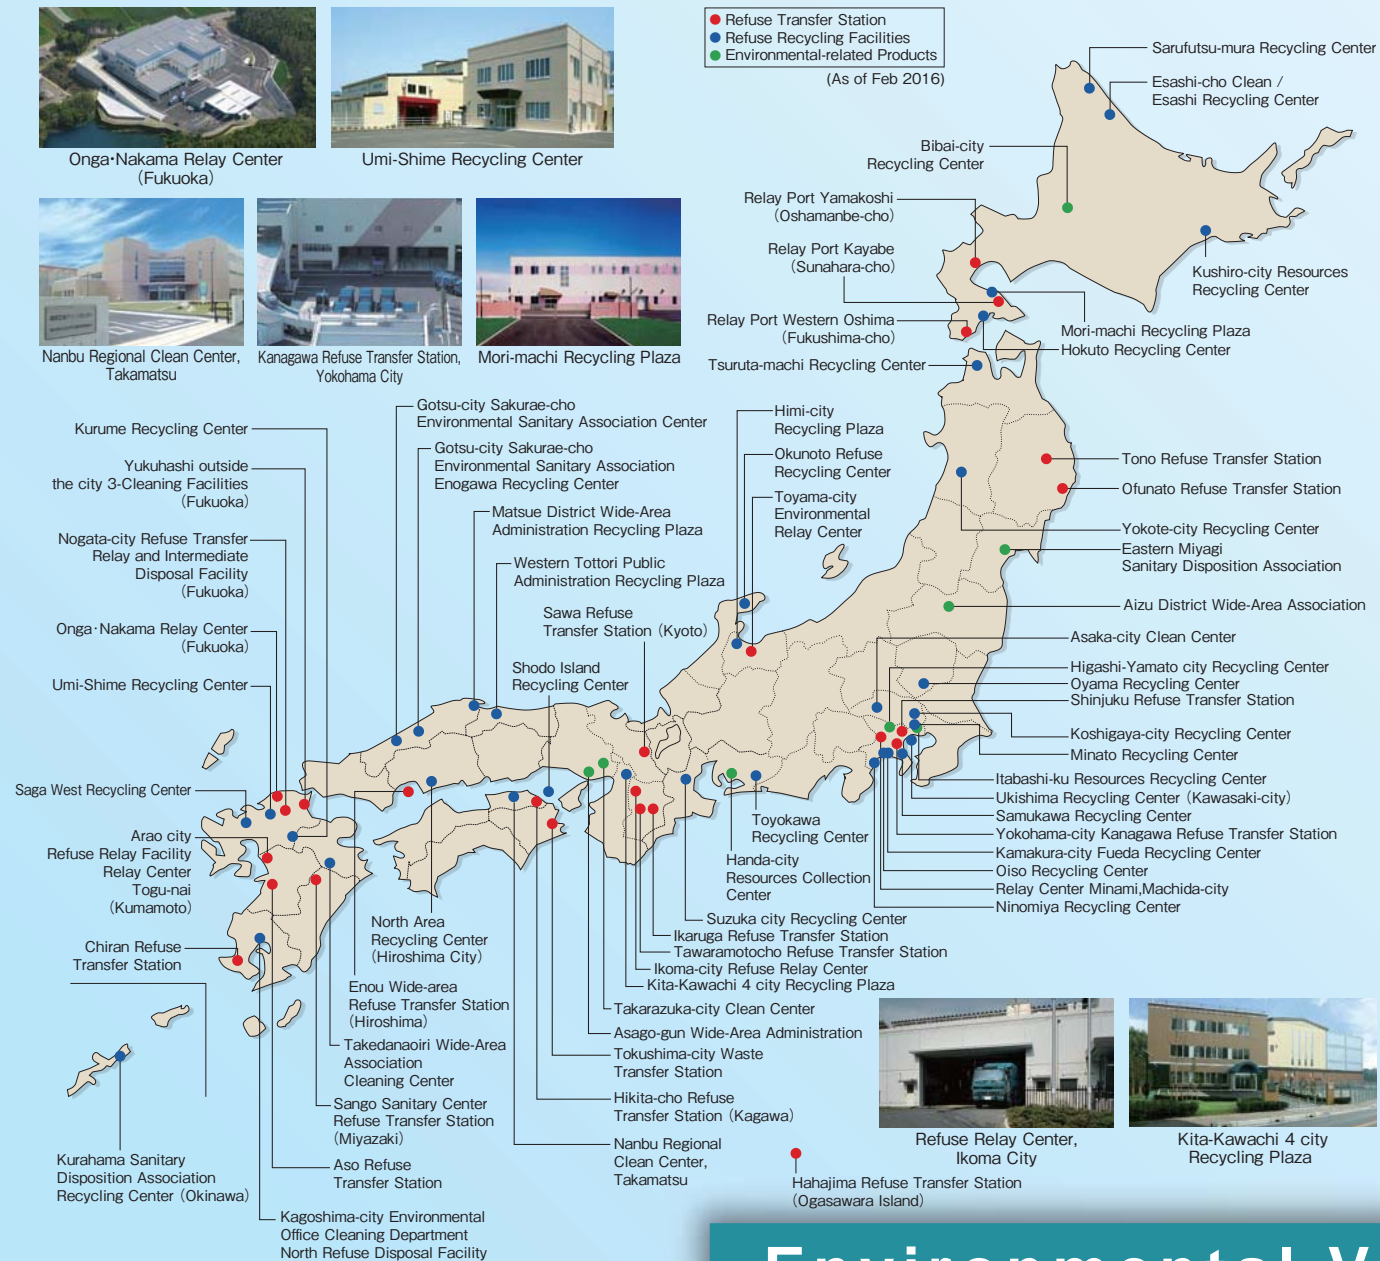 Refuse Transfer Station
Refuse Recycling Facilities
Environmental-related Products
(As of Feb 2016)
Onga·Nakama Relay Center
(Fukuoka)
Umi-Shime Recycling Center
Nanbu Regional Clean Center,
Takamatsu
Kanagawa Refuse Transfer Station,
Yokohama City
Mori-machi Recycling Plaza
Sarufutsu-mura Recycling Center
Esashi-cho Clean /
Esashi Recycling Center
Bibai-city
Recycling Center
Relay Port Yamakoshi
(Oshamanbe-cho)
Relay Port Kayabe
(Sunahara-cho)
Kushiro-city Resources
Recycling Center
Relay Port Western Oshima
(Fukushima-cho)
Mori-machi Recycling Plaza
Hokuto Recycling Center
Tsuruta-machi Recycling Center
Gotsu-city Sakurae-cho
Environmental Sanitary Association Center
Gotsu-city Sakurae-cho
Environmental Sanitary Association
Enogawa Recycling Center
Matsue District Wide-Area
Administration Recycling Plaza
Western Tottori Public
Administration Recycling Plaza
Sawa Refuse
Transfer Station (Kyoto)
Shodo Island
Recycling Center
Himi-city
Recycling Plaza
Okunoto Refuse
Recycling Center
Toyama-city
Environmental
Relay Center
Kurume Recycling Center
Yukuhashi outside
the city 3-Cleaning Facilities
(Fukuoka)
Nogata-city Refuse Transfer
Relay and Intermediate
Disposal Facility
(Fukuoka)
Onga·Nakama Relay Center
(Fukuoka)
Umi-Shime Recycling Center
Saga West Recycling Center
Arao city
Refuse Relay Facility
Relay Center
Togu-nai
(Kumamoto)
Chiran Refuse
Transfer Station
Tono Refuse Transfer Station
Ofunato Refuse Transfer Station
Yokote-city Recycling Center
Eastern Miyagi
Sanitary Disposition Association
Aizu District Wide-Area Association
Asaka-city Clean Center
Higashi-Yamato city Recycling Center
Oyama Recycling Center
Shinjuku Refuse Transfer Station
Koshigaya-city Recycling Center
Minato Recycling Center
Itabashi-ku Resources Recycling Center
Ukishima Recycling Center (Kawasaki-city)
Samukawa Recycling Center
Yokohama-city Kanagawa Refuse Transfer Station
Kamakura-city Fueda Recycling Center
Oiso Recycling Center
Relay Center Minami,Machida-city
Ninomiya Recycling Center
Toyokawa
Recycling Center
Handa-city
Resources Collection
Center
Suzuka city Recycling Center
Ikaruga Refuse Transfer Station
Tawaramotocho Refuse Transfer Station
Ikoma-city Refuse Relay Center
Kita-Kawachi 4 city Recycling Plaza
Takarazuka-city Clean Center
Asago-gun Wide-Area Administration
Tokushima-city Waste
Transfer Station
Hikita-cho Refuse
Transfer Station (Kagawa)
Nanbu Regional
Clean Center,
Takamatsu
North Area
Recycling Center
(Hiroshima City)
Enou Wide-area
Refuse Transfer Station
(Hiroshima)
Takedanaoiri Wide-Area
Association
Cleaning Center
Sango Sanitary Center
Refuse Transfer Station
(Miyazaki)
Aso Refuse
Transfer Station
Kagoshima-city Environmental
Office Cleaning Department
North Refuse Disposal Facility
Kurahama Sanitary
Disposition Association
Recycling Center (Okinawa)
Refuse Relay Center,
Ikoma City
Kita-Kawachi 4 city
Recycling Plaza
Hahajima Refuse Transfer Station
(Ogasawara Island)
Environmental V